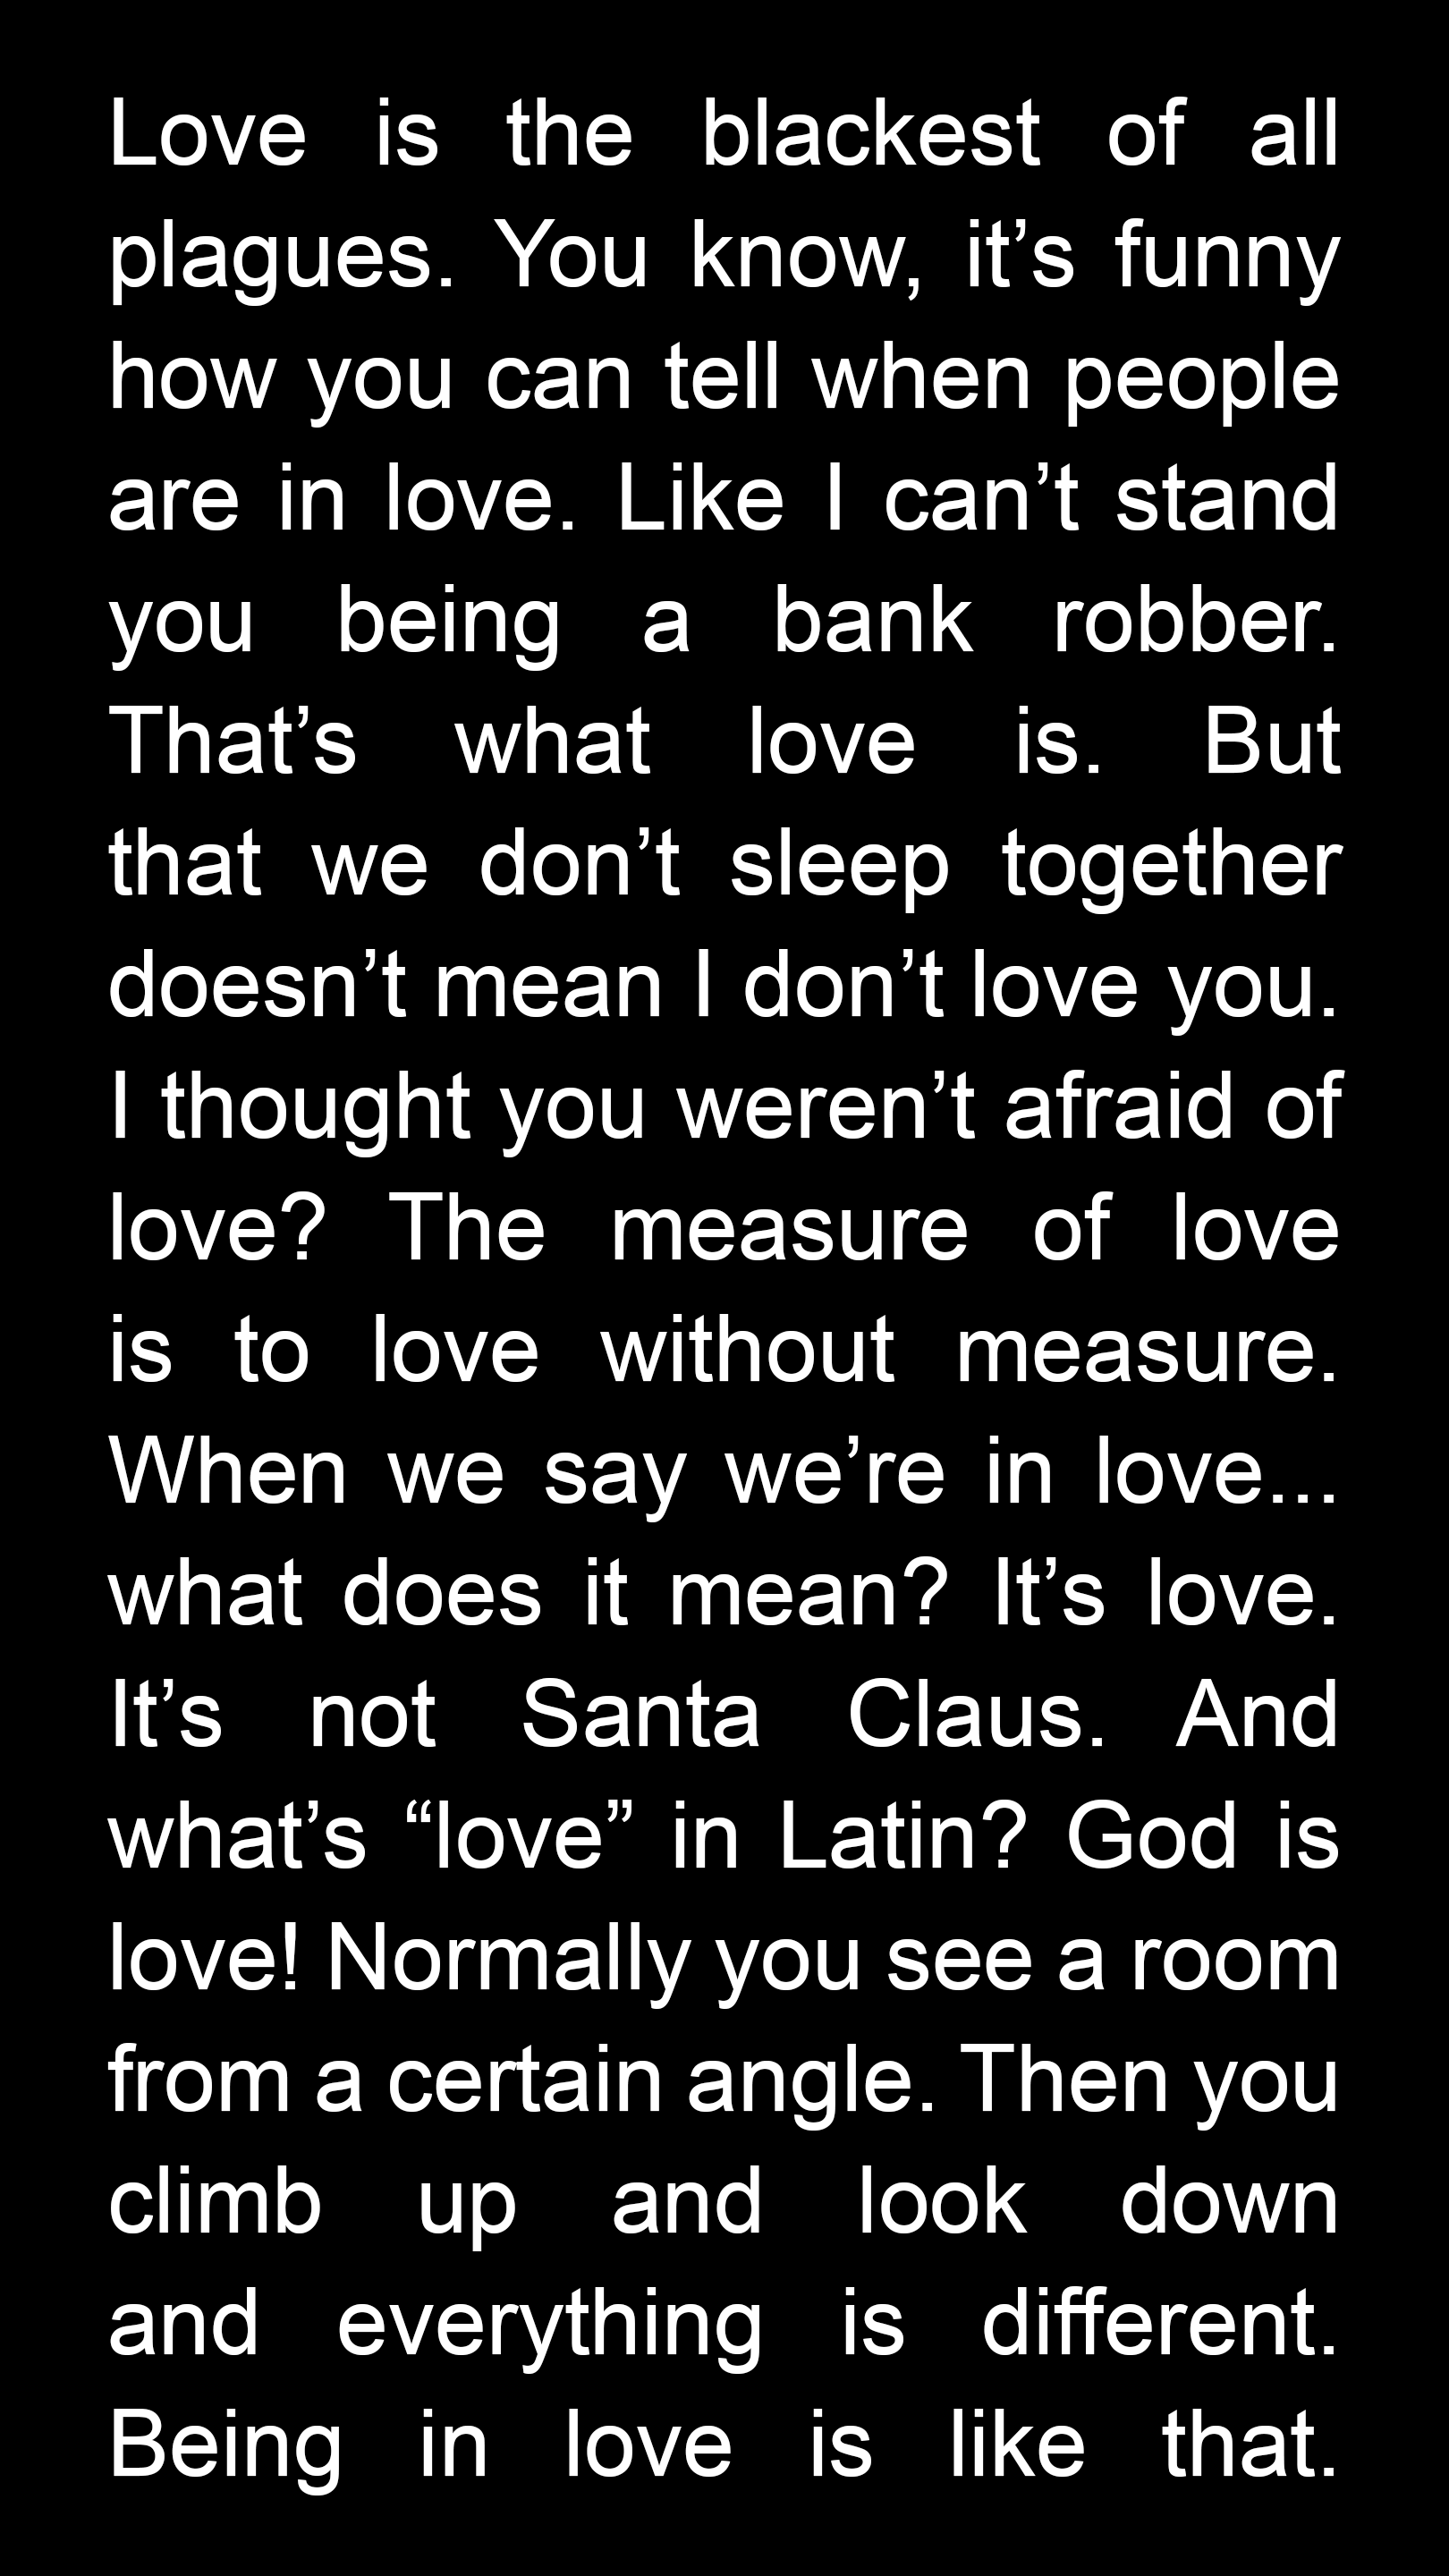 Love is the blackest of all
plagues. You know, it’s funny
how you can tell when people
are in love. Like I can’t stand
you being a bank robber.
That’s what love is. But
that we don’t sleep together
doesn’t mean I don’t love you.
I thought you weren’t afraid of
love? The measure of love
is to love without measure.
When we say we’re in love...
what does it mean? It’s love.
It’s not Santa Claus. And
what’s “love” in Latin? God is
love! Normally you see a room
from a certain angle. Then you
climb up and look down
and everything is different.
Being in love is like that.